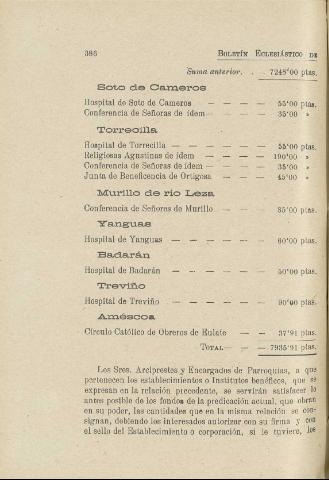 386 BOLETÍN ECLESIÁSTICO DE
Suma anterior. . 7248'00 ptas.
Soto de Cameros
Hospital de Soto de Cameros — — — — 55'00 ptas.
Conferencia de Señoras de idem — — — 35'00 »
Torrecilla
Hospital de Torrecilla — — — — — 55'00 ptas.
Religiosas Agustinas de idem — — — — 190'00 »
Conferencia de Señoras de idem — — — 35'00 »
Junta de Beneficencia de Ortigosa — — — 45'00 »
Murillo de rio Leza
Conferencia de Señores de Murillo — — — 85'00 ptas.
Yanguas
Hospital de Yanguas — — — — — 60'00 ptas.
Badarán
Hospital de Badarán — — — — — 50'00 ptas.
Treviño
Hospital de Treviño — — — — — 90'00 ptas.
Améscoa
Circulo Católico de Obreros de Eulate — — 37'91 ptas.
TOTAL — — 7935'91 ptas.
Los Sres. Arciprestes y Encargados de Parroquias, a que
pertenecen los establecimientos o Institutos benéficos, que se
expresan en la relación precedente, se servirán satisfacer lo
antes posible de los fondos de la predicación actual, que obran
en su poder, las cantidades que en la misma relación se con-
signan, debiendo los interesados autorizar con su firma y con
el sello del Establecimiento o corporación, si le tuviere, los